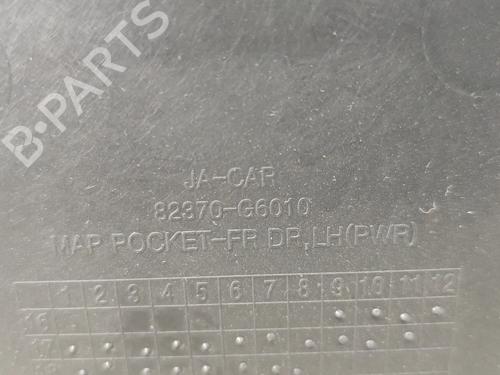 B-PARTS
JA-CAR
82370-G6010
MAP POCKET-FR DR,LH(PWR)
1 2 3 4 5 6 7 8 9 10 11 12
16
17
18